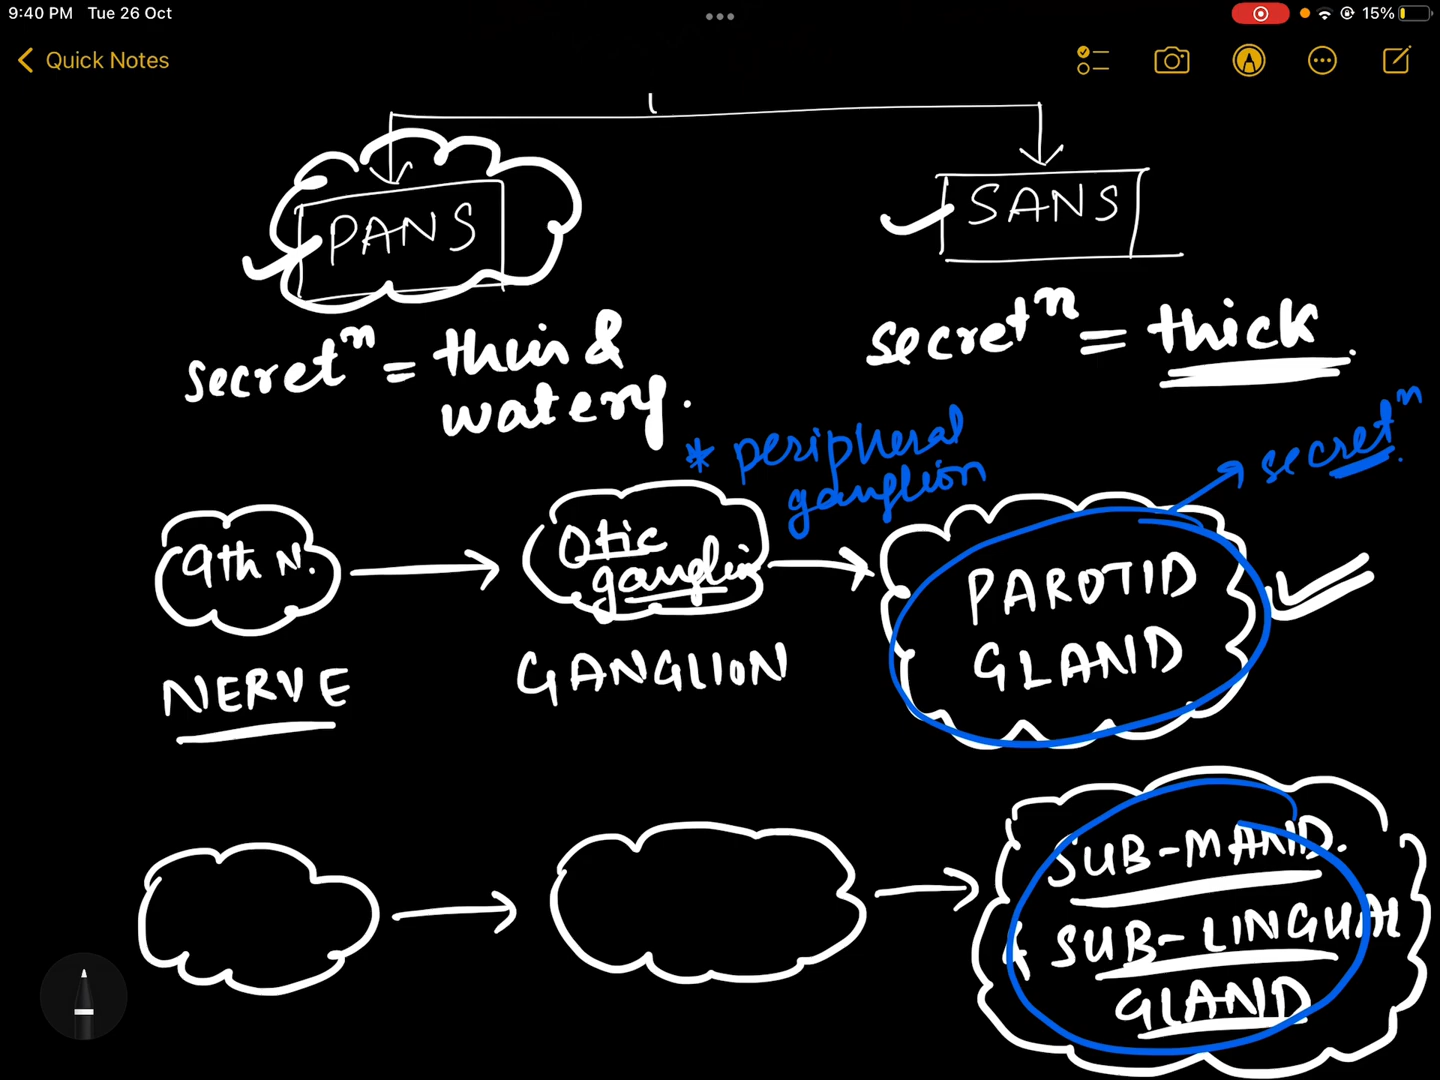 9:40 PM Tue 26 Oct
15%
Quick Notes
PANS
SANS
secretⁿ = thin &
watery.
secretⁿ = thick.
* peripheral
ganglion
secretⁿ.
9th N.
Otic
ganglion
PAROTID
GLAND
NERVE
GANGLION
SUB-MAND.
& SUB-LINGUAL
GLAND